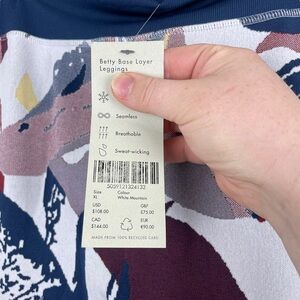 Betty Base Layer
Leggings
Seamless
Breathable
Sweat-wicking
5059121324132
Size Colour
XL White Mountain
USD GBP
$108.00 £75.00
CAD EUR
$144.00 €90.00
MADE FROM 100% RECYCLED CARD